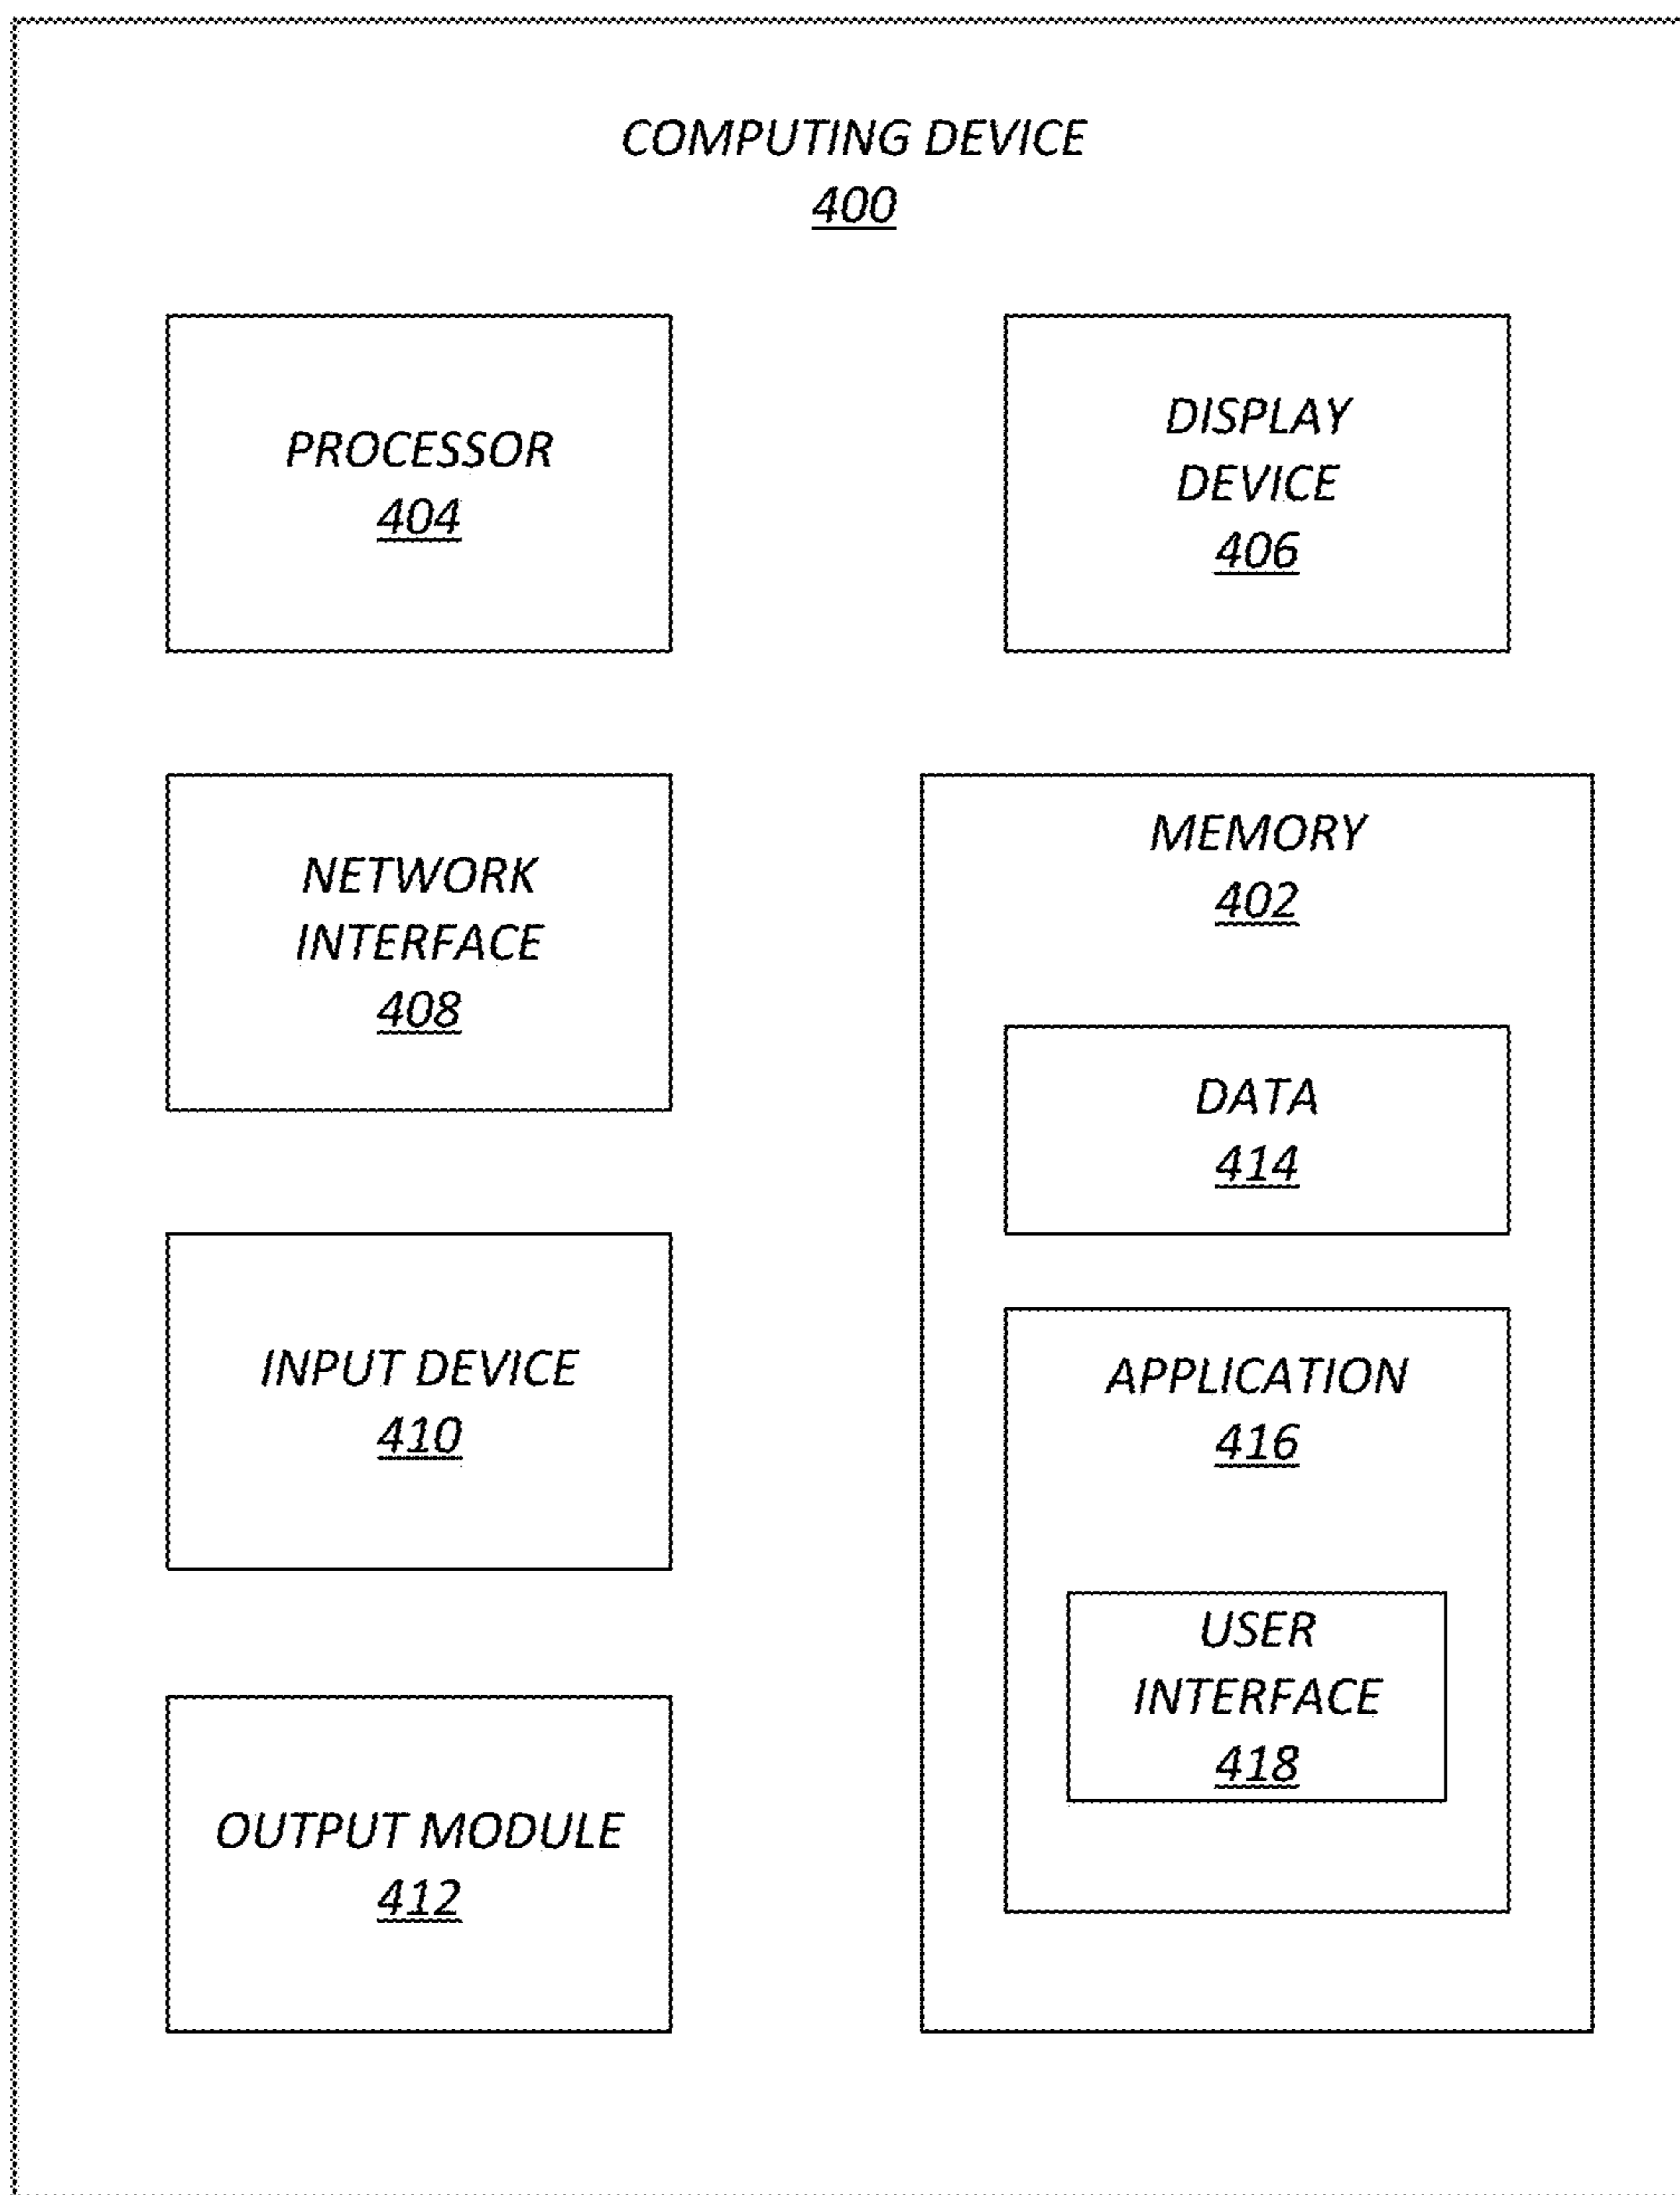 COMPUTING DEVICE
400
PROCESSOR
404
DISPLAY
DEVICE
406
NETWORK
INTERFACE
408
MEMORY
402
DATA
414
INPUT DEVICE
410
APPLICATION
416
USER
INTERFACE
418
OUTPUT MODULE
412